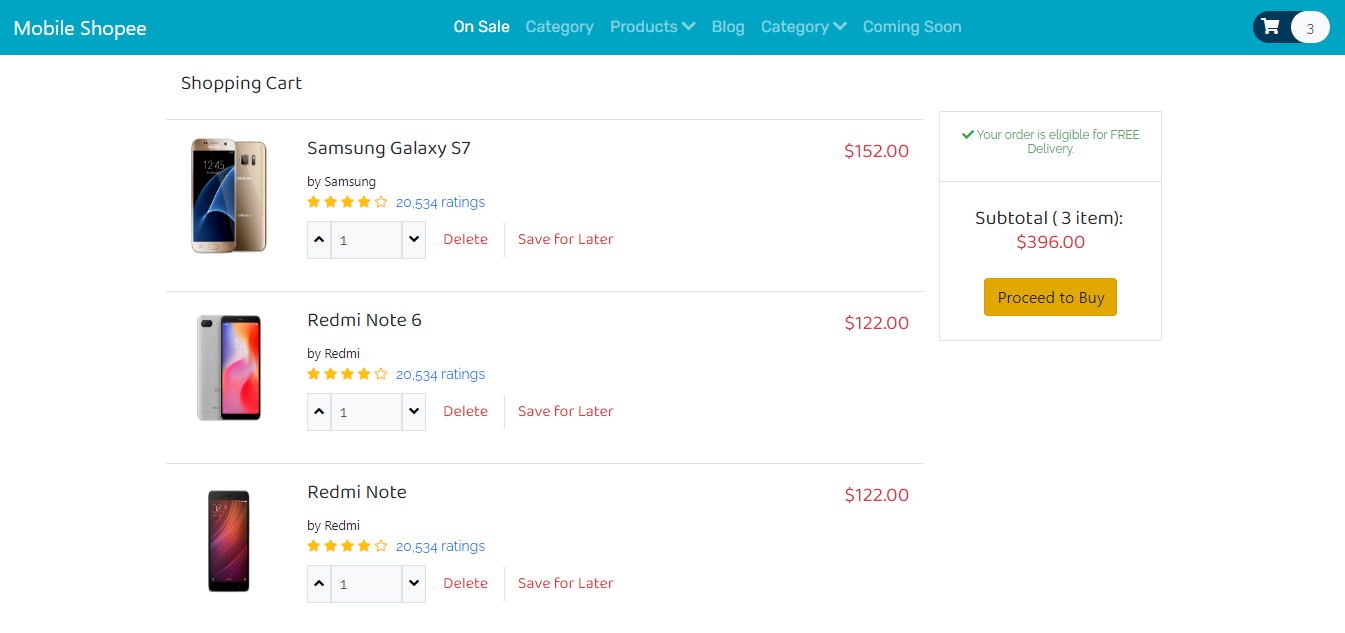 Mobile Shopee
On Sale Category Products Blog Category Coming Soon
3
Shopping Cart
Samsung Galaxy S7
$152.00
by Samsung
20,534 ratings
1 Delete Save for Later
Redmi Note 6
$122.00
by Redmi
20,534 ratings
1 Delete Save for Later
Redmi Note
$122.00
by Redmi
20,534 ratings
1 Delete Save for Later
Your order is eligible for FREE
Delivery.
Subtotal ( 3 item):
$396.00
Proceed to Buy
12:45